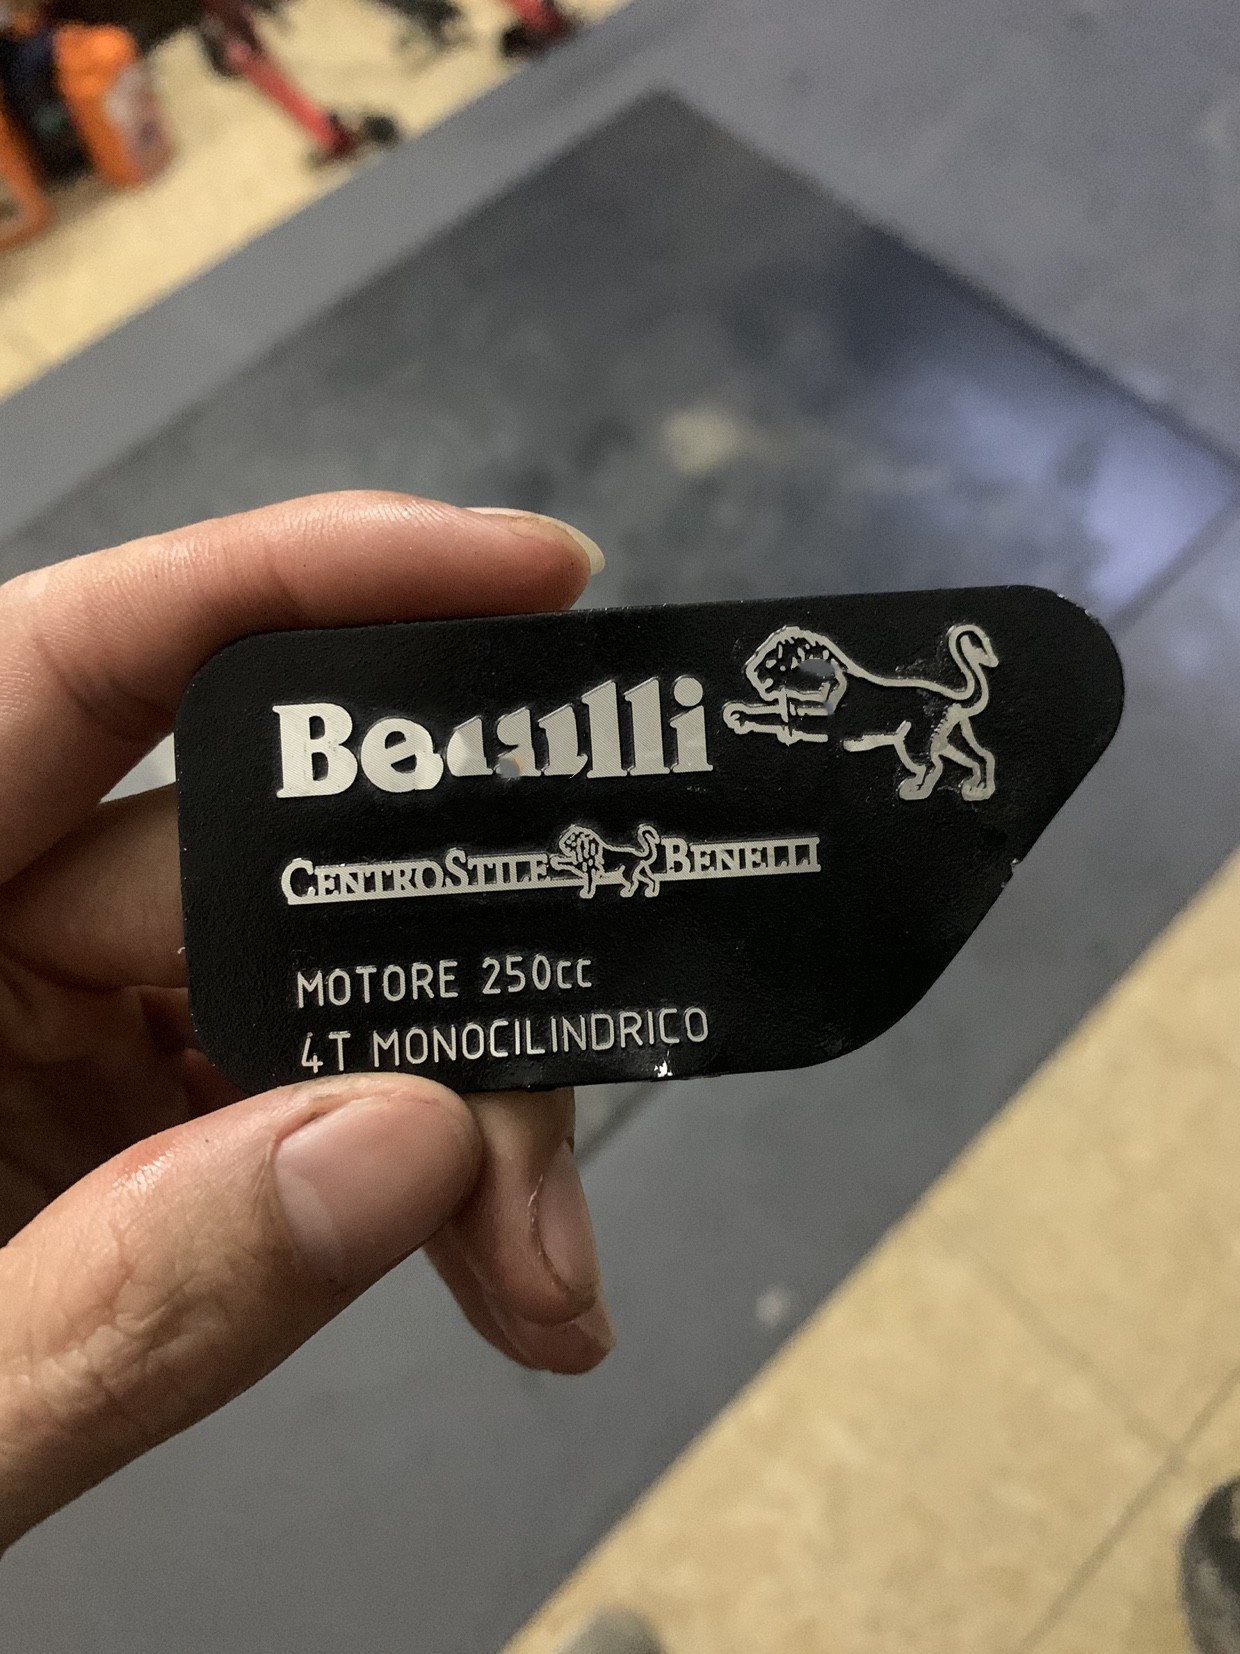 CENTROSTILE BENELLI
MOTORE 250cc
4T MONOCILINDRICO